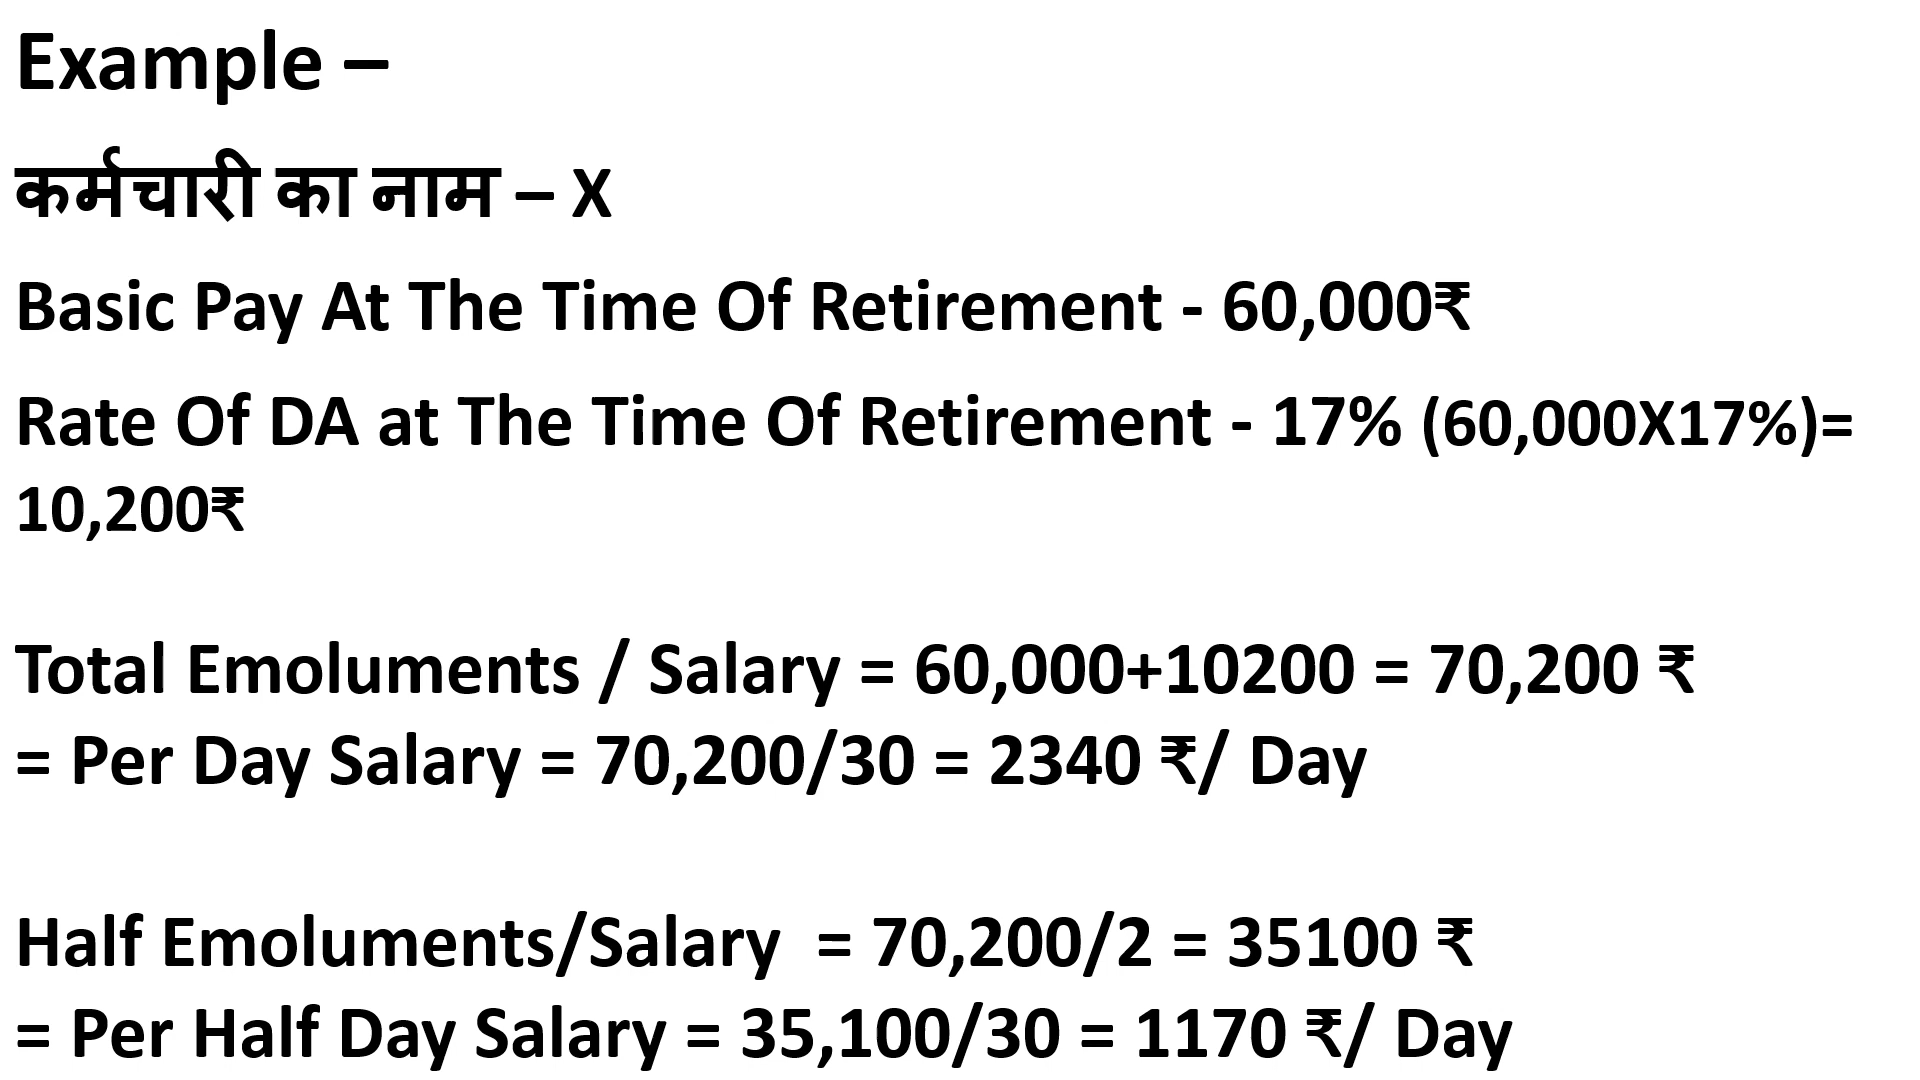 Example –
कर्मचारी का नाम – X
Basic Pay At The Time Of Retirement - 60,000₹
Rate Of DA at The Time Of Retirement - 17% (60,000X17%)=
10,200₹
Total Emoluments / Salary = 60,000+10200 = 70,200 ₹
= Per Day Salary = 70,200/30 = 2340 ₹/ Day
Half Emoluments/Salary  = 70,200/2 = 35100 ₹
= Per Half Day Salary = 35,100/30 = 1170 ₹/ Day